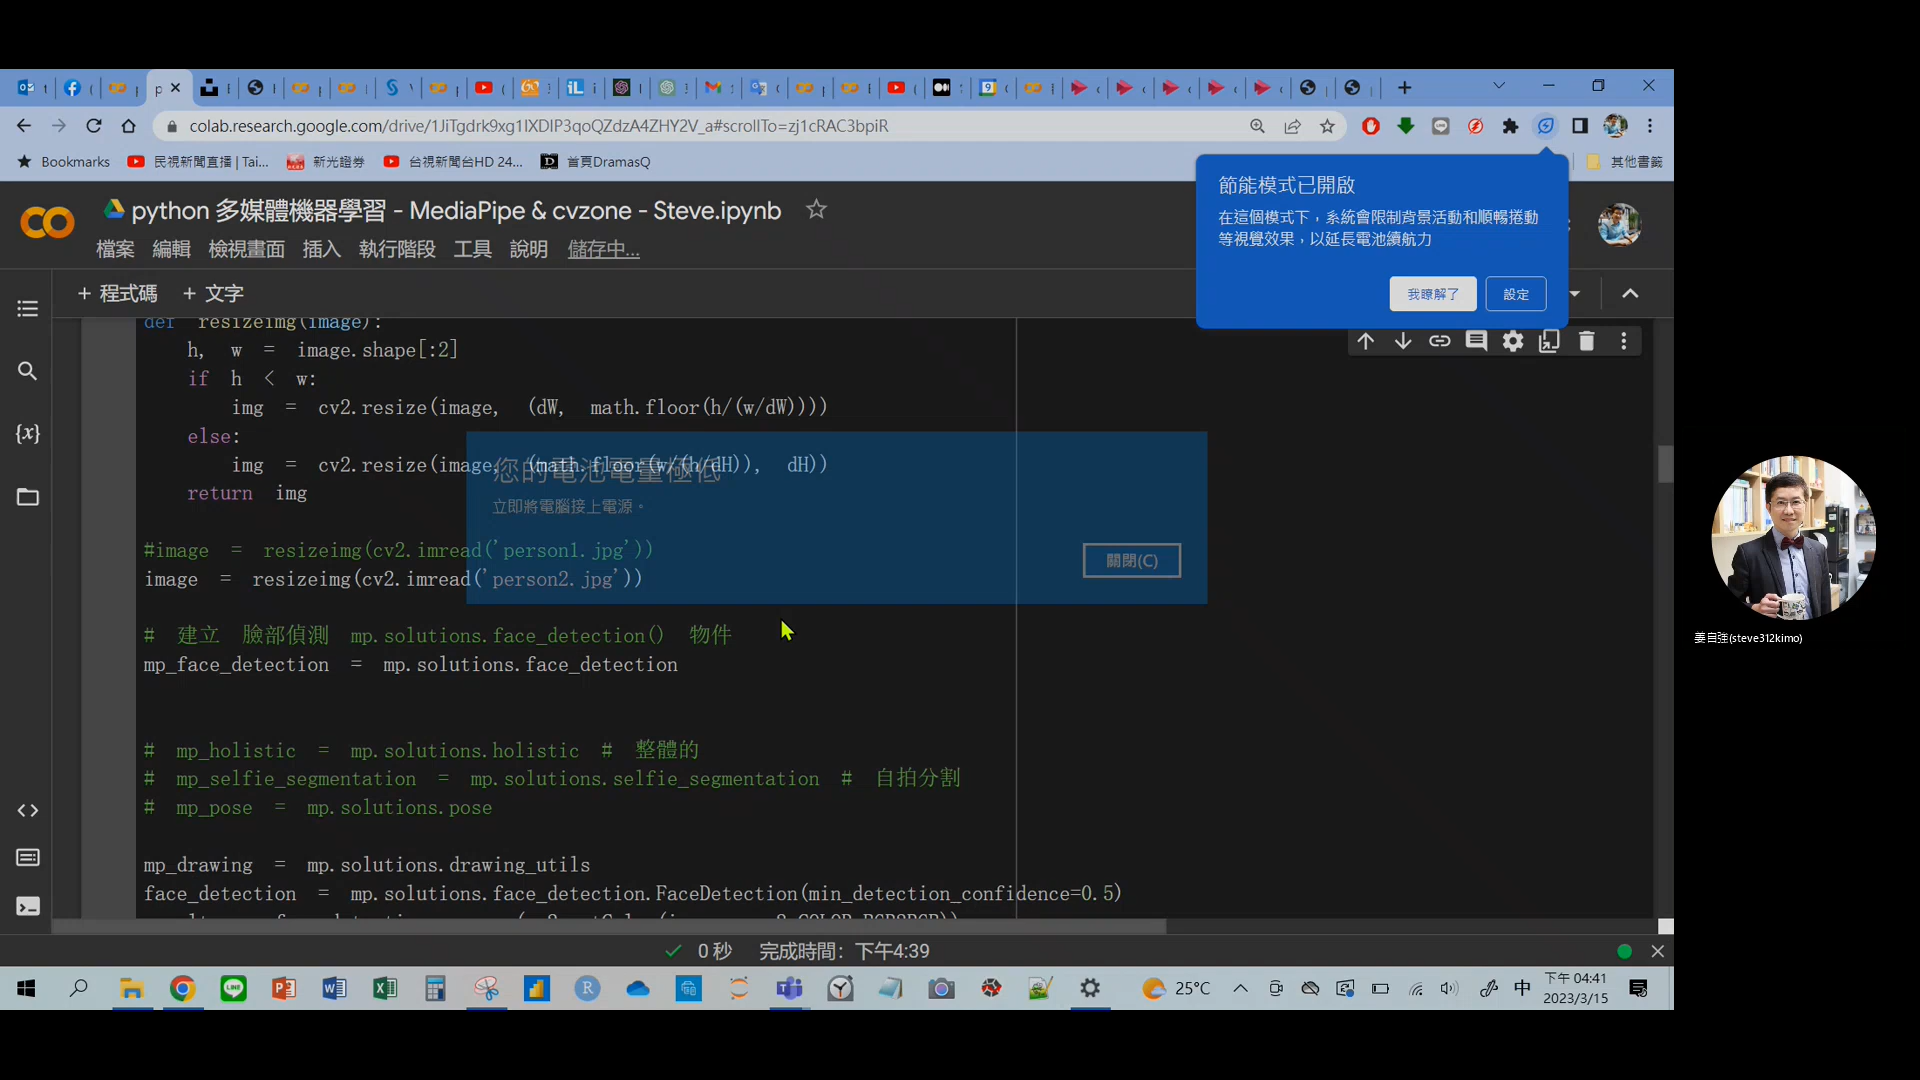 colab.research.google.com/drive/1JiTgdrk9xg1IXDIP3qoQZdzA4ZHY2V_a#scrollTo=zj1cRAC3bpiR
Bookmarks 民視新聞直播 | Tai... 新光證券 台視新聞台HD 24... 首頁DramasQ 其他書籤
節能模式已開啟
在這個模式下，系統會限制背景活動和順暢捲動
等視覺效果，以延長電池續航力
我瞭解了 設定
python 多媒體機器學習 - MediaPipe & cvzone - Steve.ipynb
檔案 編輯 檢視畫面 插入 執行階段 工具 說明 儲存中...
+ 程式碼 + 文字
def resizeimg(image):
h, w = image.shape[:2]
if h < w:
img = cv2.resize(image, (dW, math.floor(h/(w/dW))))
else:
img = cv2.resize(image, (math.floor(w/(h/dH)), dH))
return img
您的電池電量極低
立即將電腦接上電源。
關閉(C)
#image = resizeimg(cv2.imread('person1.jpg'))
image = resizeimg(cv2.imread('person2.jpg'))
# 建立 臉部偵測 mp.solutions.face_detection() 物件
mp_face_detection = mp.solutions.face_detection
# mp_holistic = mp.solutions.holistic # 整體的
# mp_selfie_segmentation = mp.solutions.selfie_segmentation # 自拍分割
# mp_pose = mp.solutions.pose
mp_drawing = mp.solutions.drawing_utils
face_detection = mp.solutions.face_detection.FaceDetection(min_detection_confidence=0.5)
姜自強(steve312kimo)
0 秒 完成時間： 下午4:39
25°C 中 下午 04:41
2023/3/15